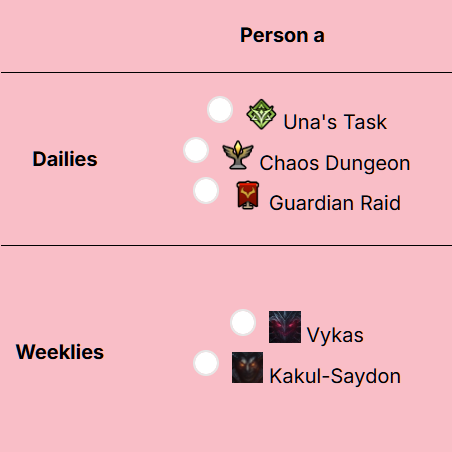 Person a
Dailies
Una's Task
Chaos Dungeon
Guardian Raid
Weeklies
Vykas
Kakul-Saydon